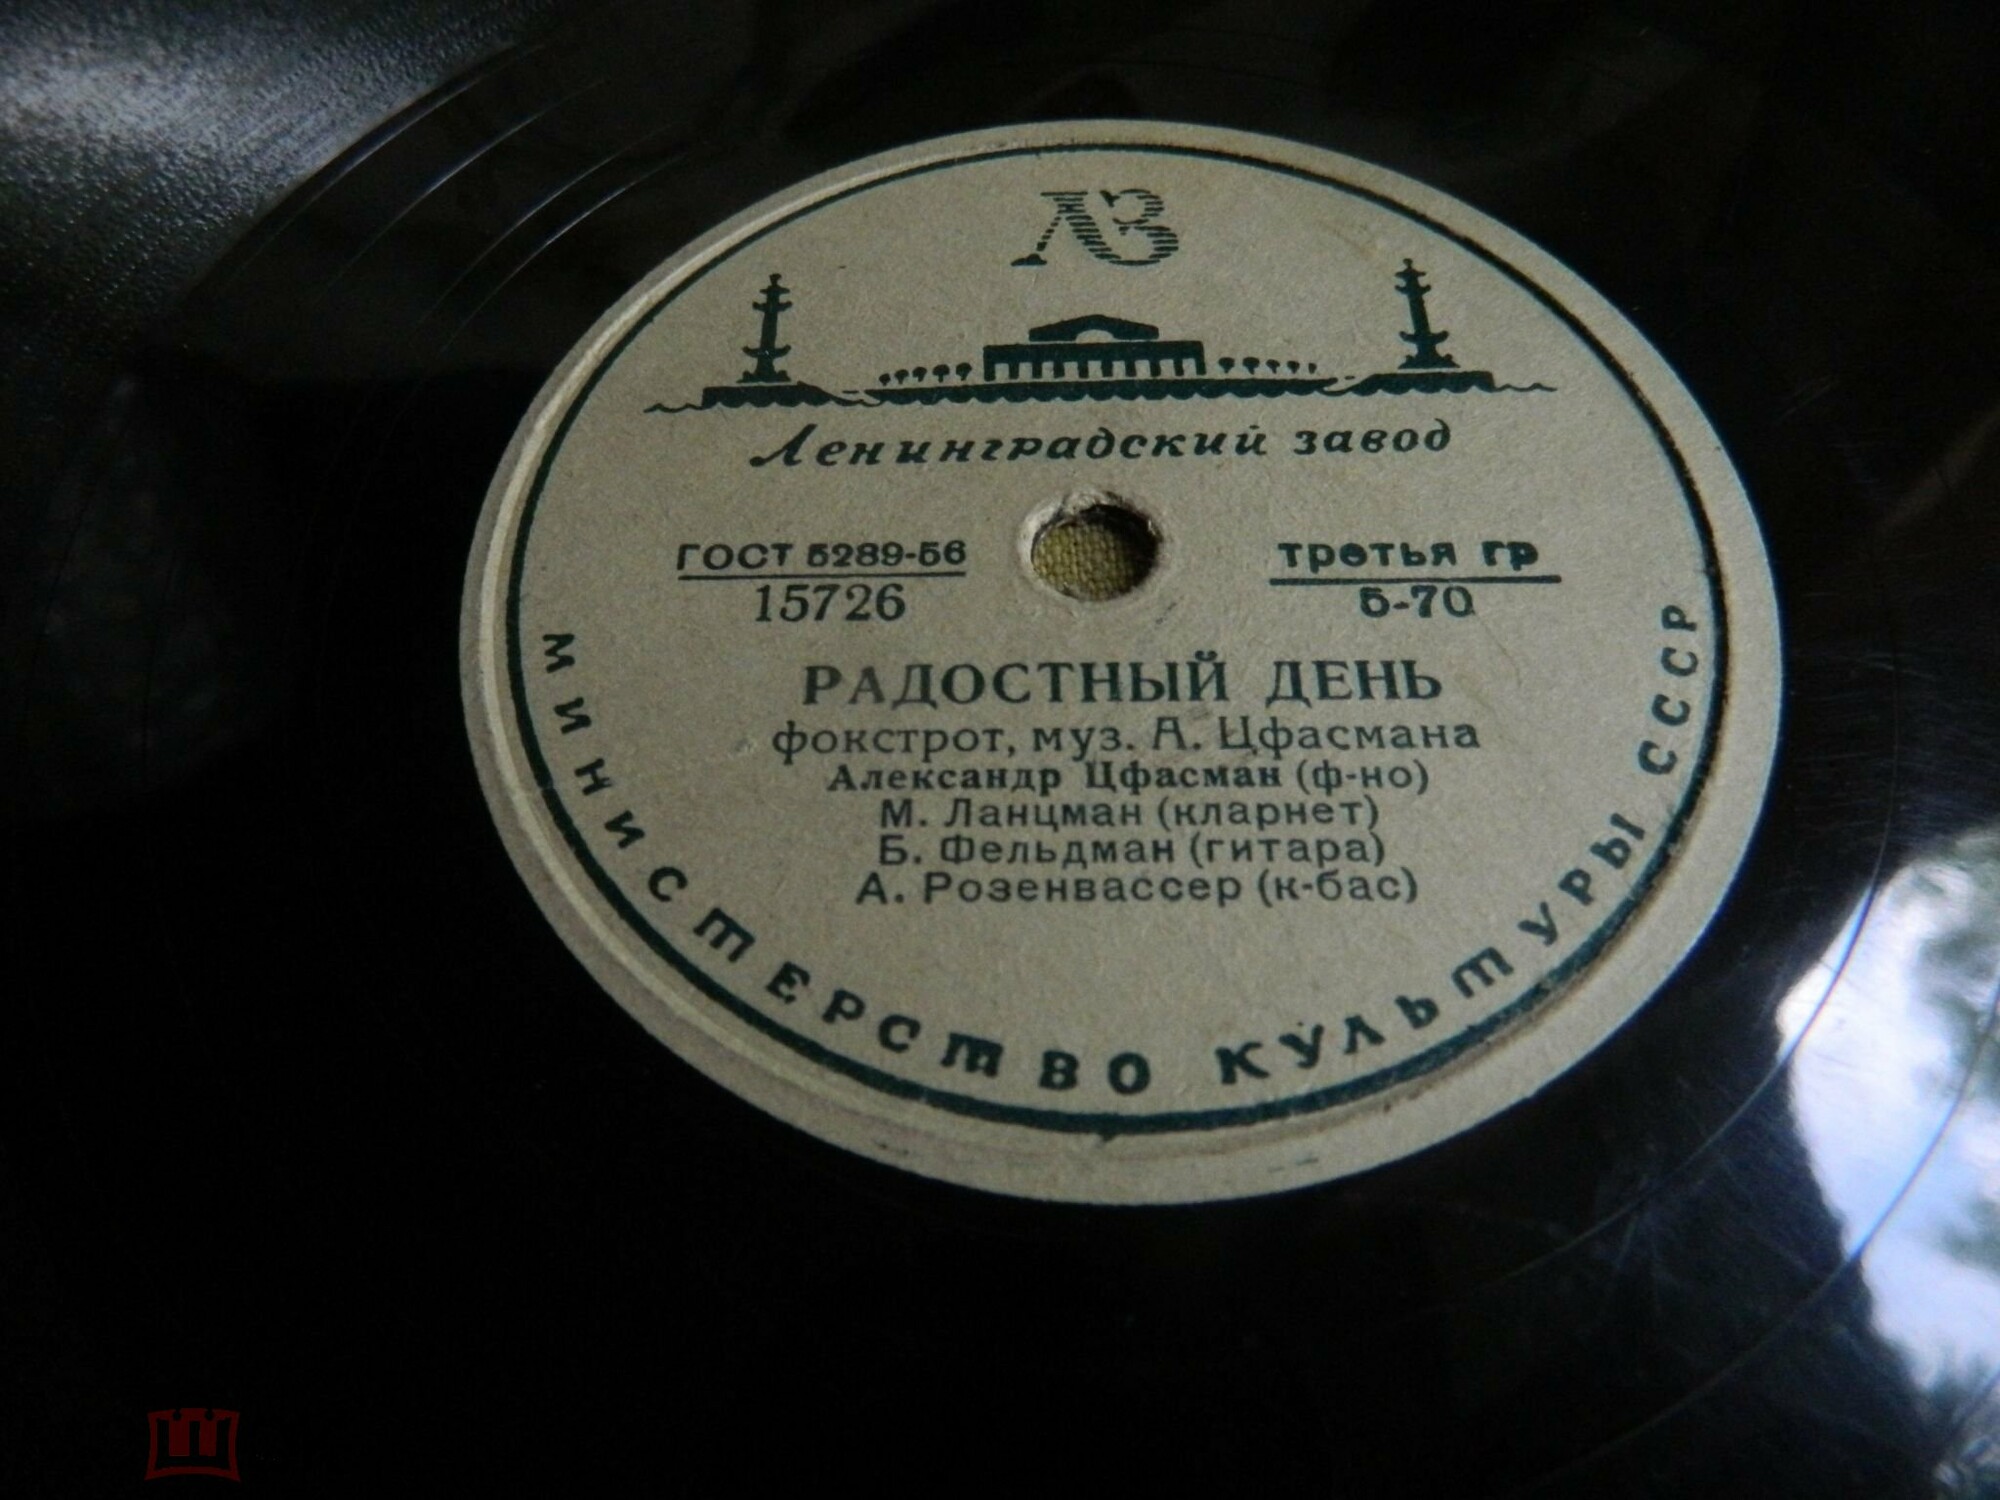 ЛЗ
Ленинградский завод
ГОСТ 5289-56
15726
третья гр
5-70
РАДОСТНЫЙ ДЕНЬ
фокстрот, муз. А. Цфасмана
Александр Цфасман (ф-но)
М. Ланцман (кларнет)
Б. Фельдман (гитара)
А. Розенвассер (к-бас)
МИНИСТЕРСТВО КУЛЬТУРЫ СССР